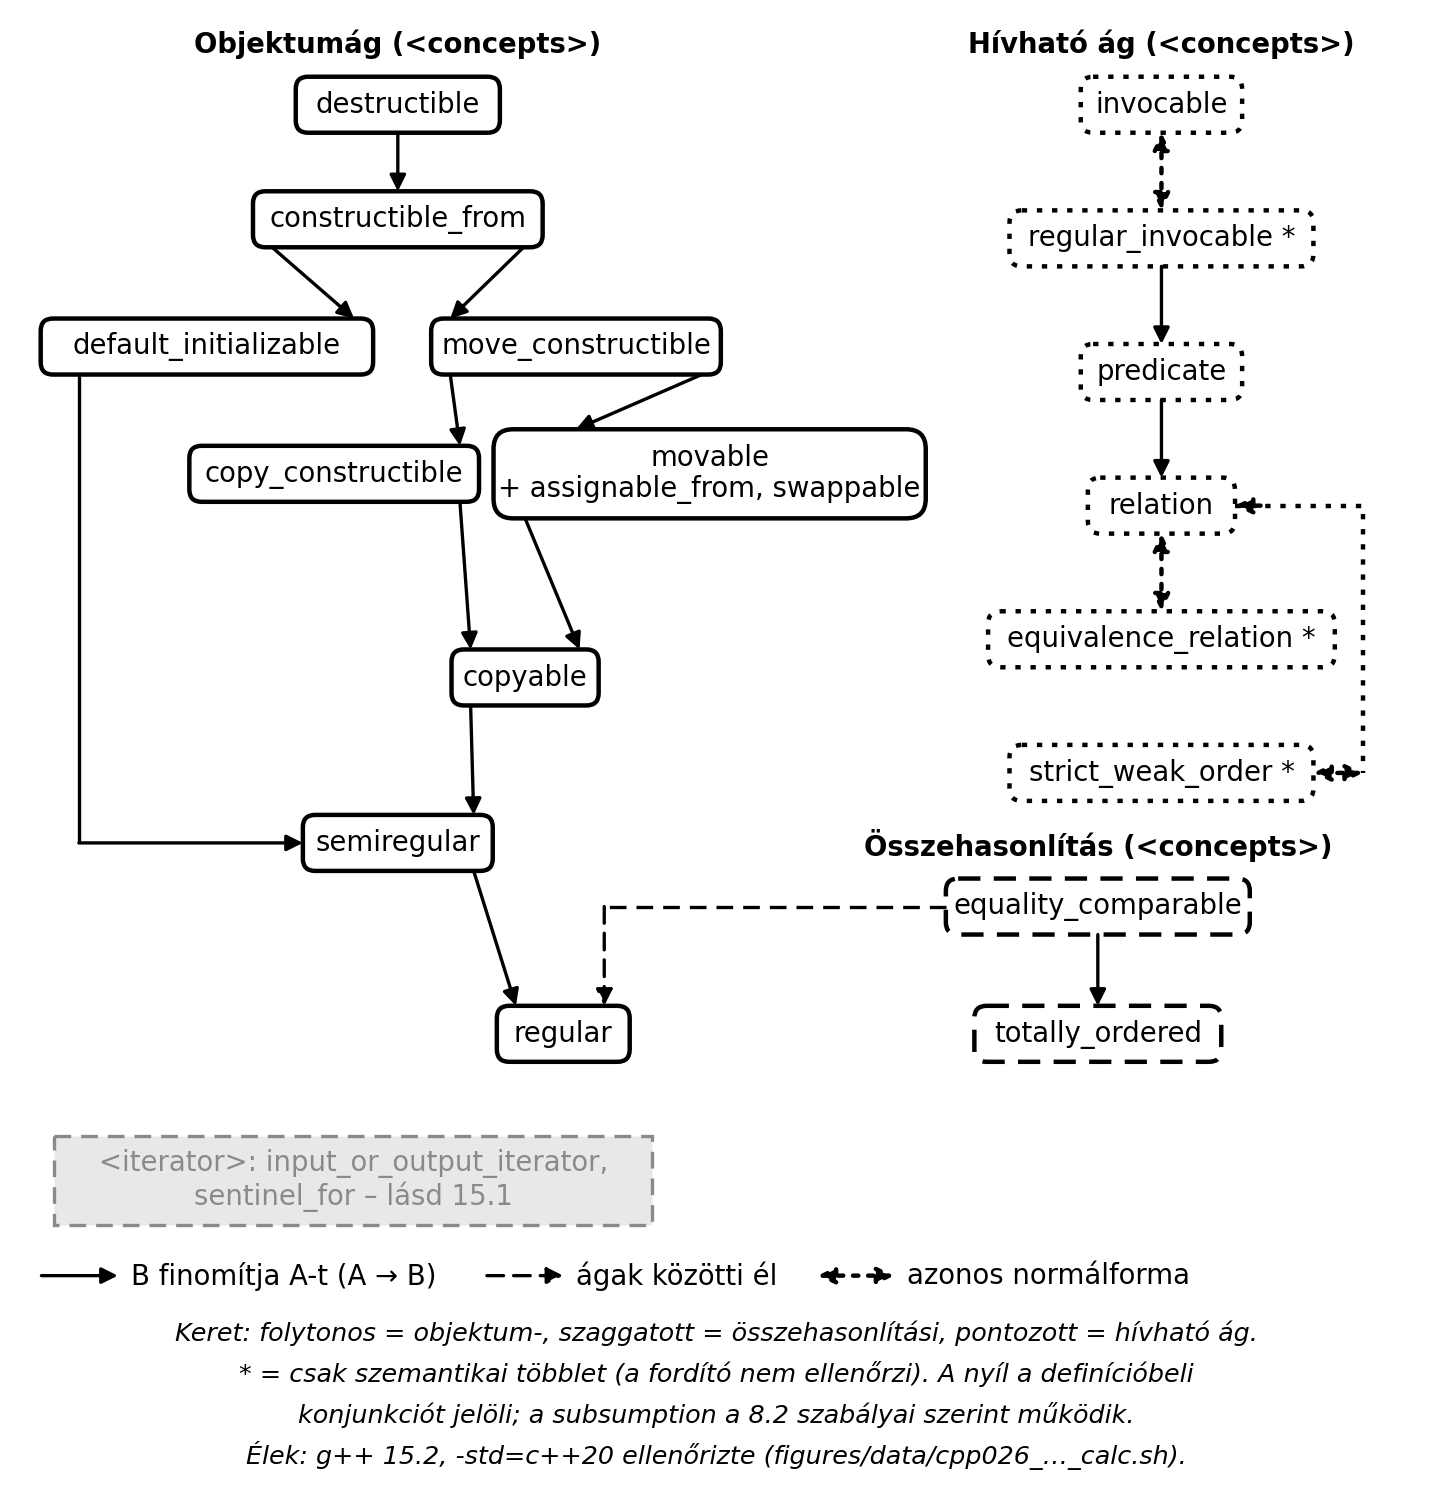 Objektumág (<concepts>)
destructible
constructible_from
default_initializable
move_constructible
copy_constructible
movable
+ assignable_from, swappable
copyable
semiregular
regular
Hívható ág (<concepts>)
invocable
regular_invocable *
predicate
relation
equivalence_relation *
strict_weak_order *
Összehasonlítás (<concepts>)
equality_comparable
totally_ordered
<iterator>: input_or_output_iterator,
sentinel_for – lásd 15.1
B finomítja A-t (A → B)
ágak közötti él
azonos normálforma
Keret: folytonos = objektum-, szaggatott = összehasonlítási, pontozott = hívható ág.
* = csak szemantikai többlet (a fordító nem ellenőrzi). A nyíl a definícióbeli
konjunkciót jelöli; a subsumption a 8.2 szabályai szerint működik.
Élek: g++ 15.2, -std=c++20 ellenőrizte (figures/data/cpp026_…_calc.sh).